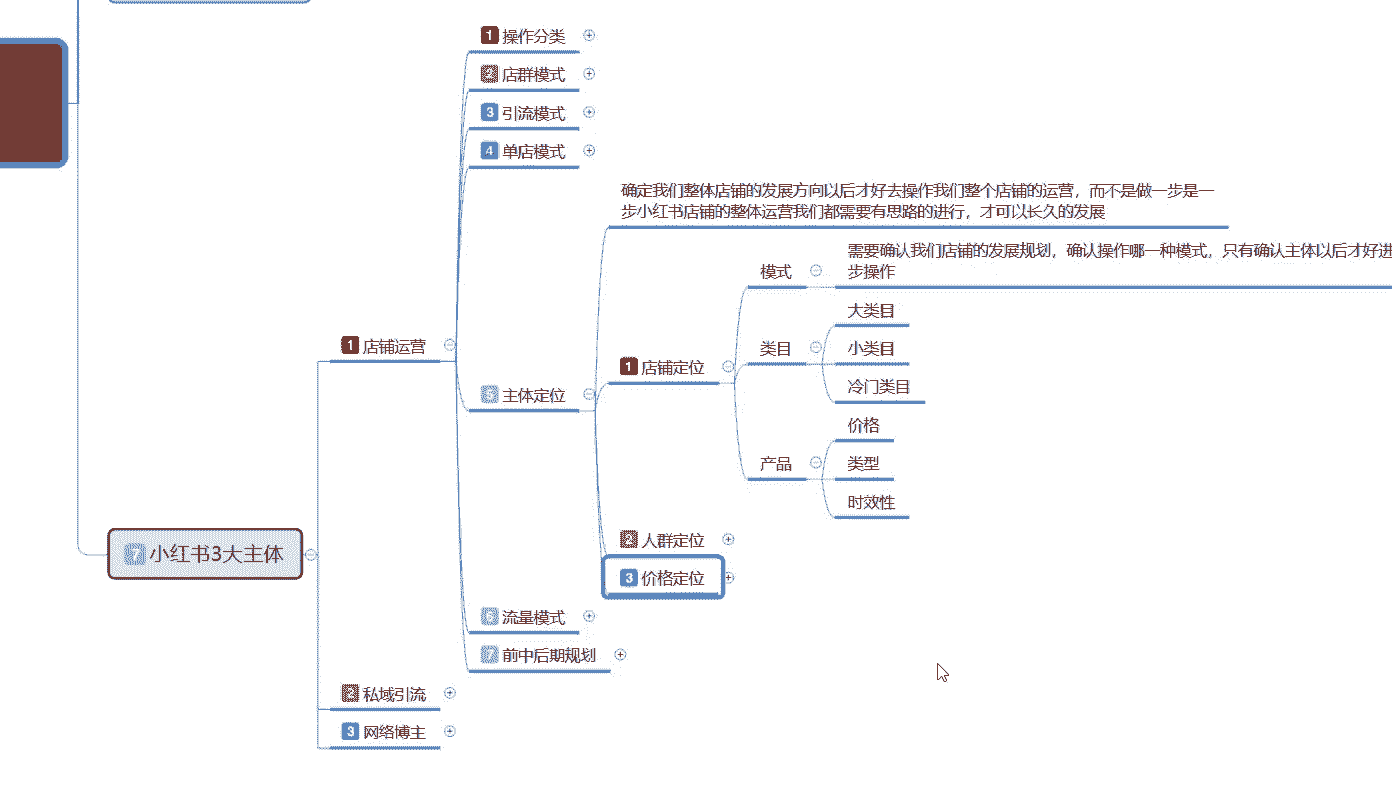 1 操作分类
2 店群模式
3 引流模式
4 单店模式
确定我们整体店铺的发展方向以后才好去操作我们整个店铺的运营，而不是做一步是一
步小红书店铺的整体运营我们都需要有思路的进行，才可以长久的发展
需要确认我们店铺的发展规划，确认操作哪一种模式，只有确认主体以后才好进
步操作
模式
大类目
类目
小类目
冷门类目
1 店铺运营
1 店铺定位
5 主体定位
价格
产品
类型
时效性
2 人群定位
3 价格定位
7 小红书3大主体
6 流量模式
7 前中后期规划
2 私域引流
3 网络博主